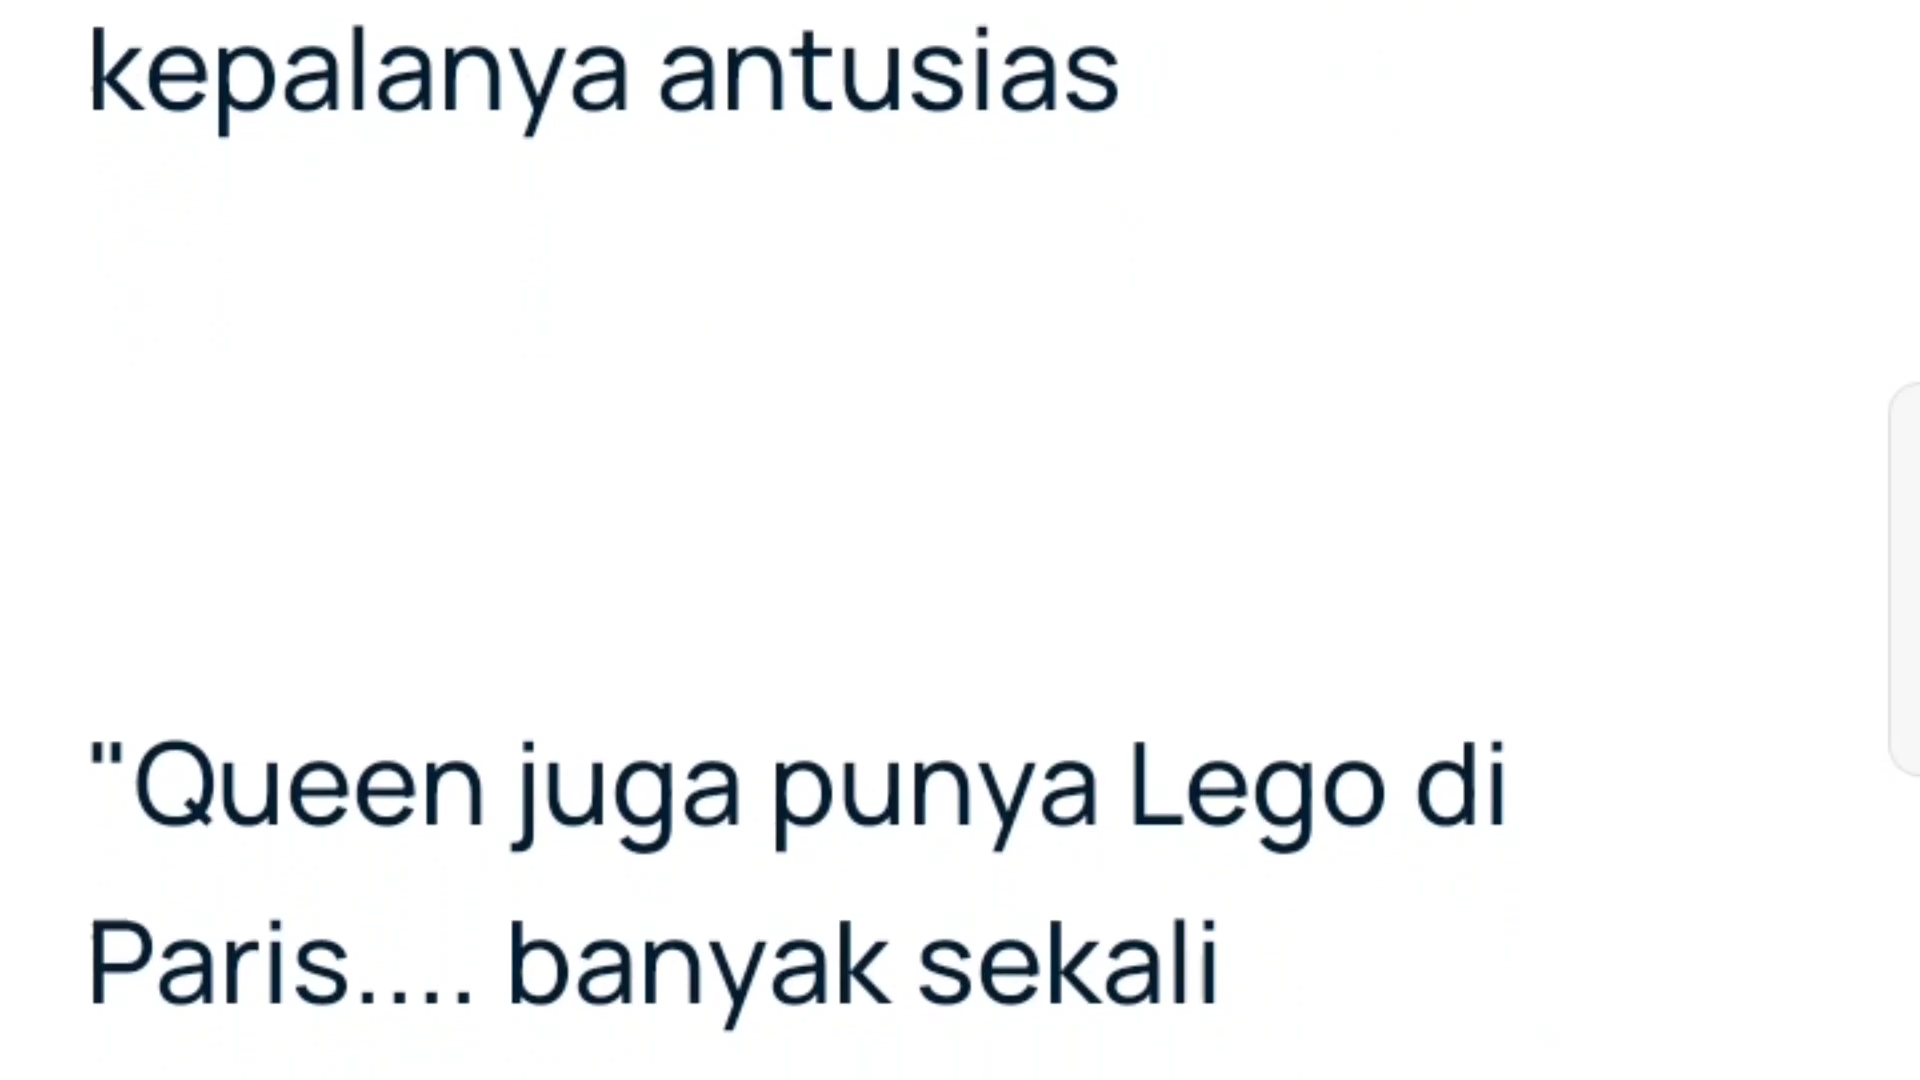 kepalanya antusias
"Queen juga punya Lego di
Paris.... banyak sekali